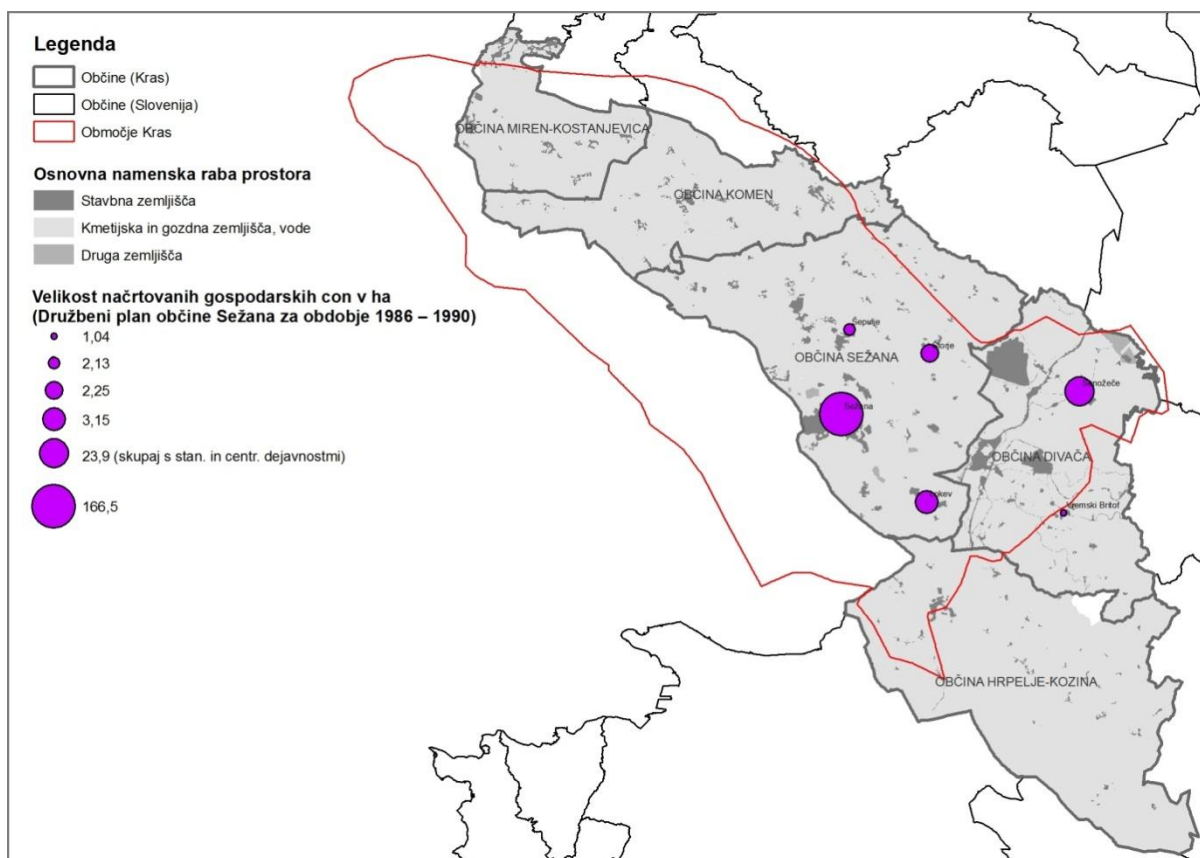 Legenda
Občine (Kras)
Občine (Slovenija)
Območje Kras
Osnovna namenska raba prostora
Stavbna zemljišča
Kmetijska in gozdna zemljišča, vode
Druga zemljišča
Velikost načrtovanih gospodarskih con v ha
(Družbeni plan občine Sežana za obdobje 1986 – 1990)
1,04
2,13
2,25
3,15
23,9 (skupaj s stan. in centr. dejavnostmi)
166,5
OBČINA MIREN-KOSTANJEVICA
OBČINA KOMEN
Šepulje
OBČINA SEŽANA
Štorje
Senožeče
Sežana
OBČINA DIVAČA
Lokev
Vremski Britof
OBČINA HRPELJE-KOZINA